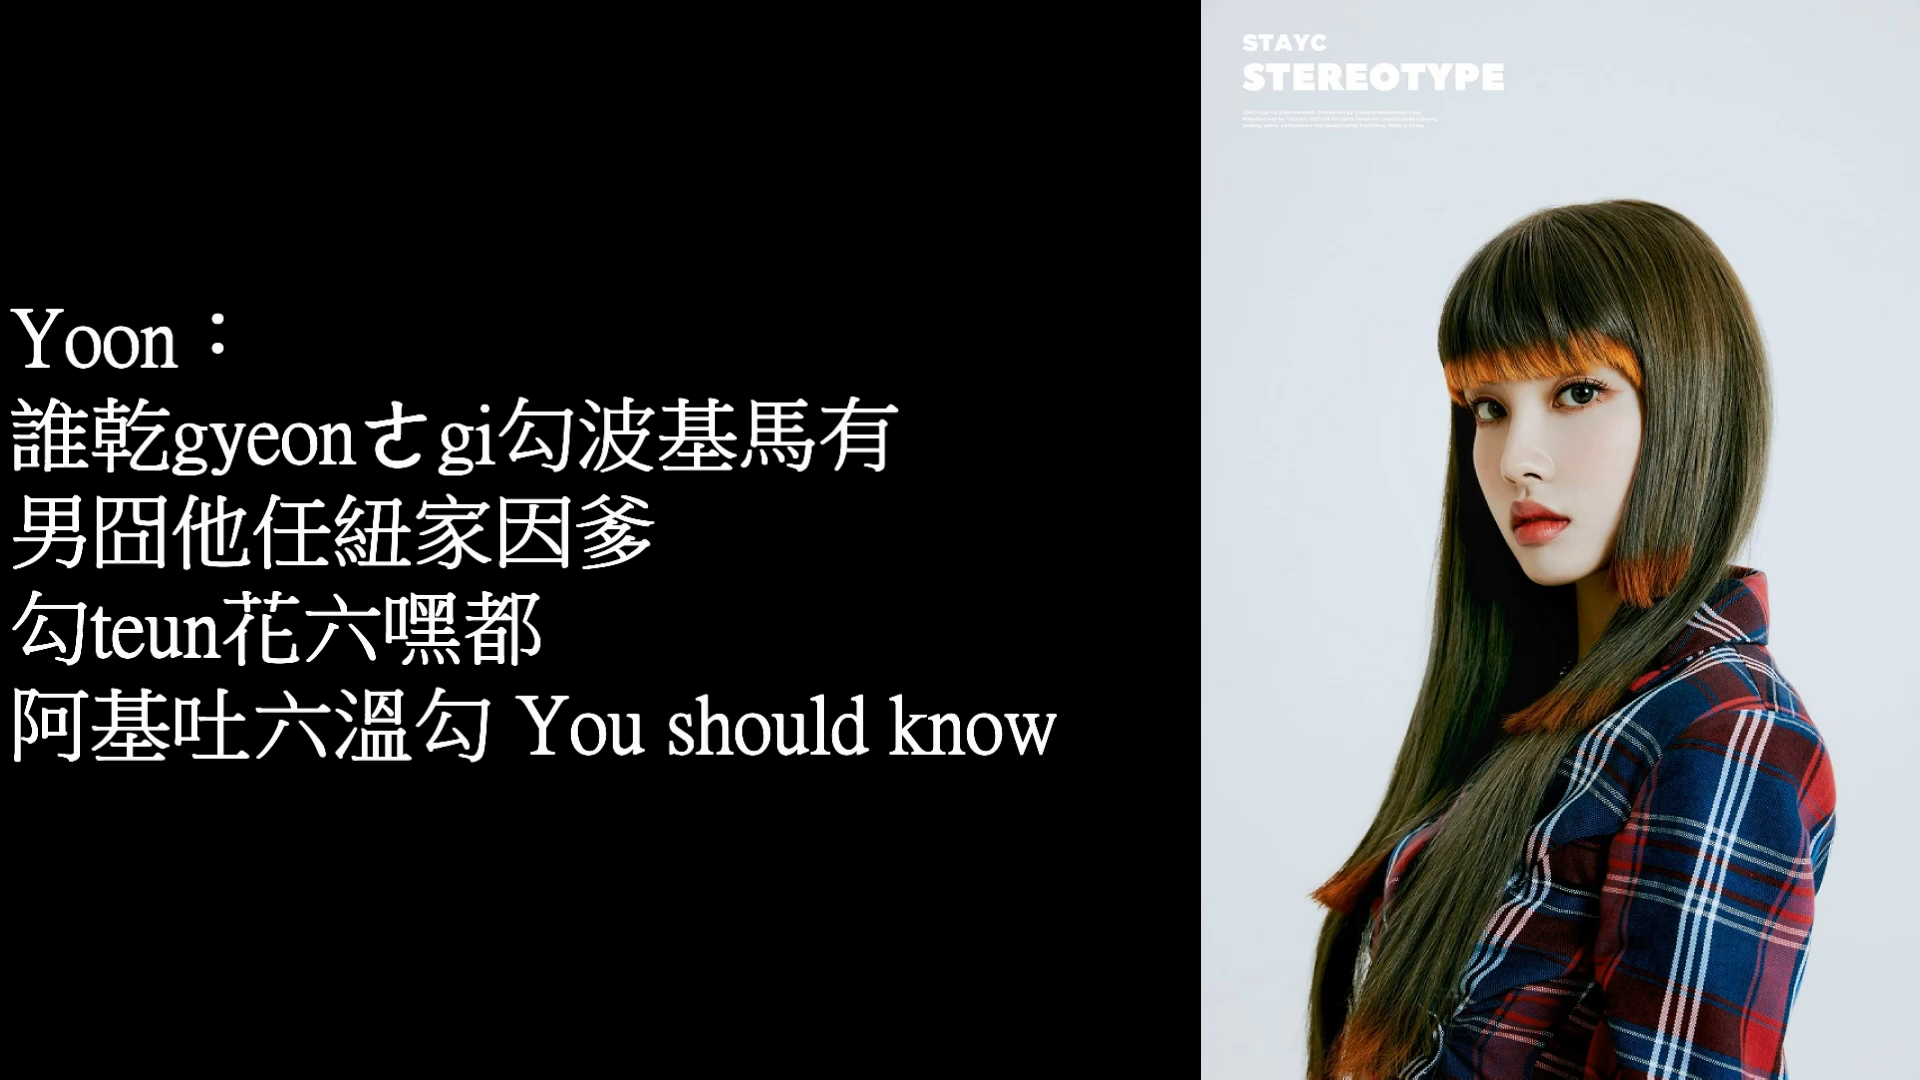 Yoon：
誰乾gyeonㄜgi勾波基馬有
男囧他任紐家因爹
勾teun花六嘿都
阿基吐六溫勾 You should know
STAYC
STEREOTYPE